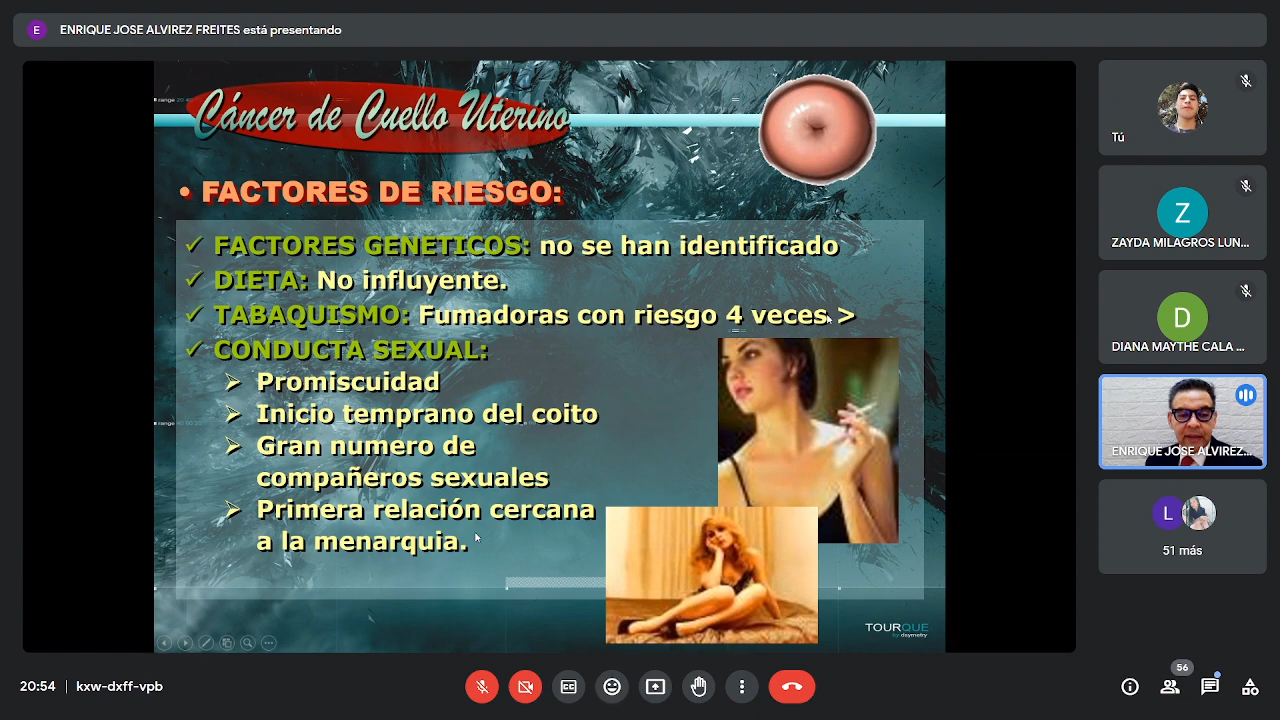 E ENRIQUE JOSE ALVIREZ FREITES está presentando
Cáncer de Cuello Uterino
• FACTORES DE RIESGO:
✓ FACTORES GENETICOS: no se han identificado
✓ DIETA: No influyente.
✓ TABAQUISMO: Fumadoras con riesgo 4 veces >
✓ CONDUCTA SEXUAL:
➢ Promiscuidad
➢ Inicio temprano del coito
➢ Gran numero de
compañeros sexuales
➢ Primera relación cercana
a la menarquia.
TOURQUE
by dsymetry
Tú
Z
ZAYDA MILAGROS LUN...
D
DIANA MAYTHE CALA ...
ENRIQUE JOSE ALVIREZ...
L
51 más
20:54 | kxw-dxff-vpb
56